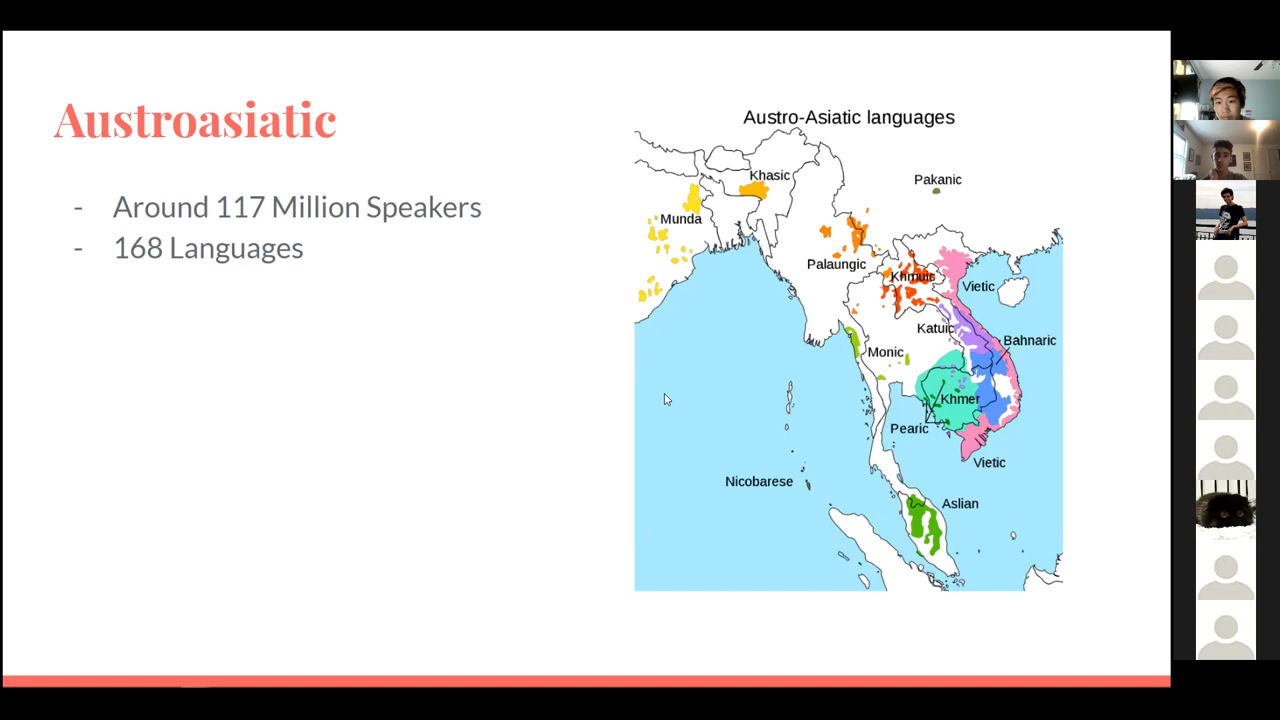 Austroasiatic
- Around 117 Million Speakers
- 168 Languages
Austro-Asiatic languages
Khasic
Pakanic
Munda
Palaungic
Khmuic
Vietic
Katuic
Bahnaric
Monic
Khmer
Pearic
Vietic
Nicobarese
Aslian